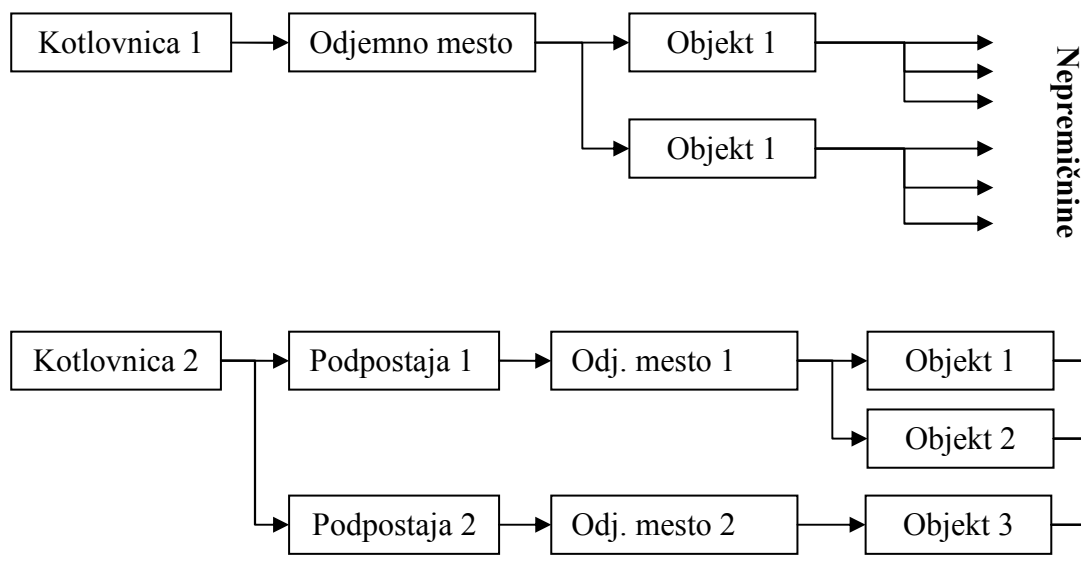 Kotlovnica 1
Odjemno mesto
Objekt 1
Nepremičnine
Objekt 1
Kotlovnica 2
Podpostaja 1
Odj. mesto 1
Objekt 1
Objekt 2
Podpostaja 2
Odj. mesto 2
Objekt 3